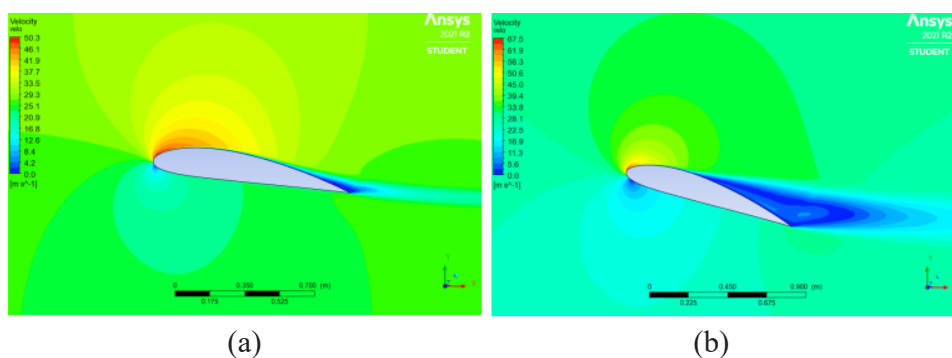 Velocity
velo
50.3
46.1
41.9
37.7
33.5
29.3
25.1
20.9
16.8
12.6
8.4
4.2
0.0
[m s^-1]
Ansys
2021 R2
STUDENT
0 0.350 0.700 (m)
0.175 0.525
Y
Z
X
(a)
Velocity
velo
67.5
61.9
56.3
50.6
45.0
39.4
33.8
28.1
22.5
16.9
11.3
5.6
0.0
[m s^-1]
Ansys
2021 R2
STUDENT
0 0.450 0.900 (m)
0.225 0.675
Y
Z
X
(b)